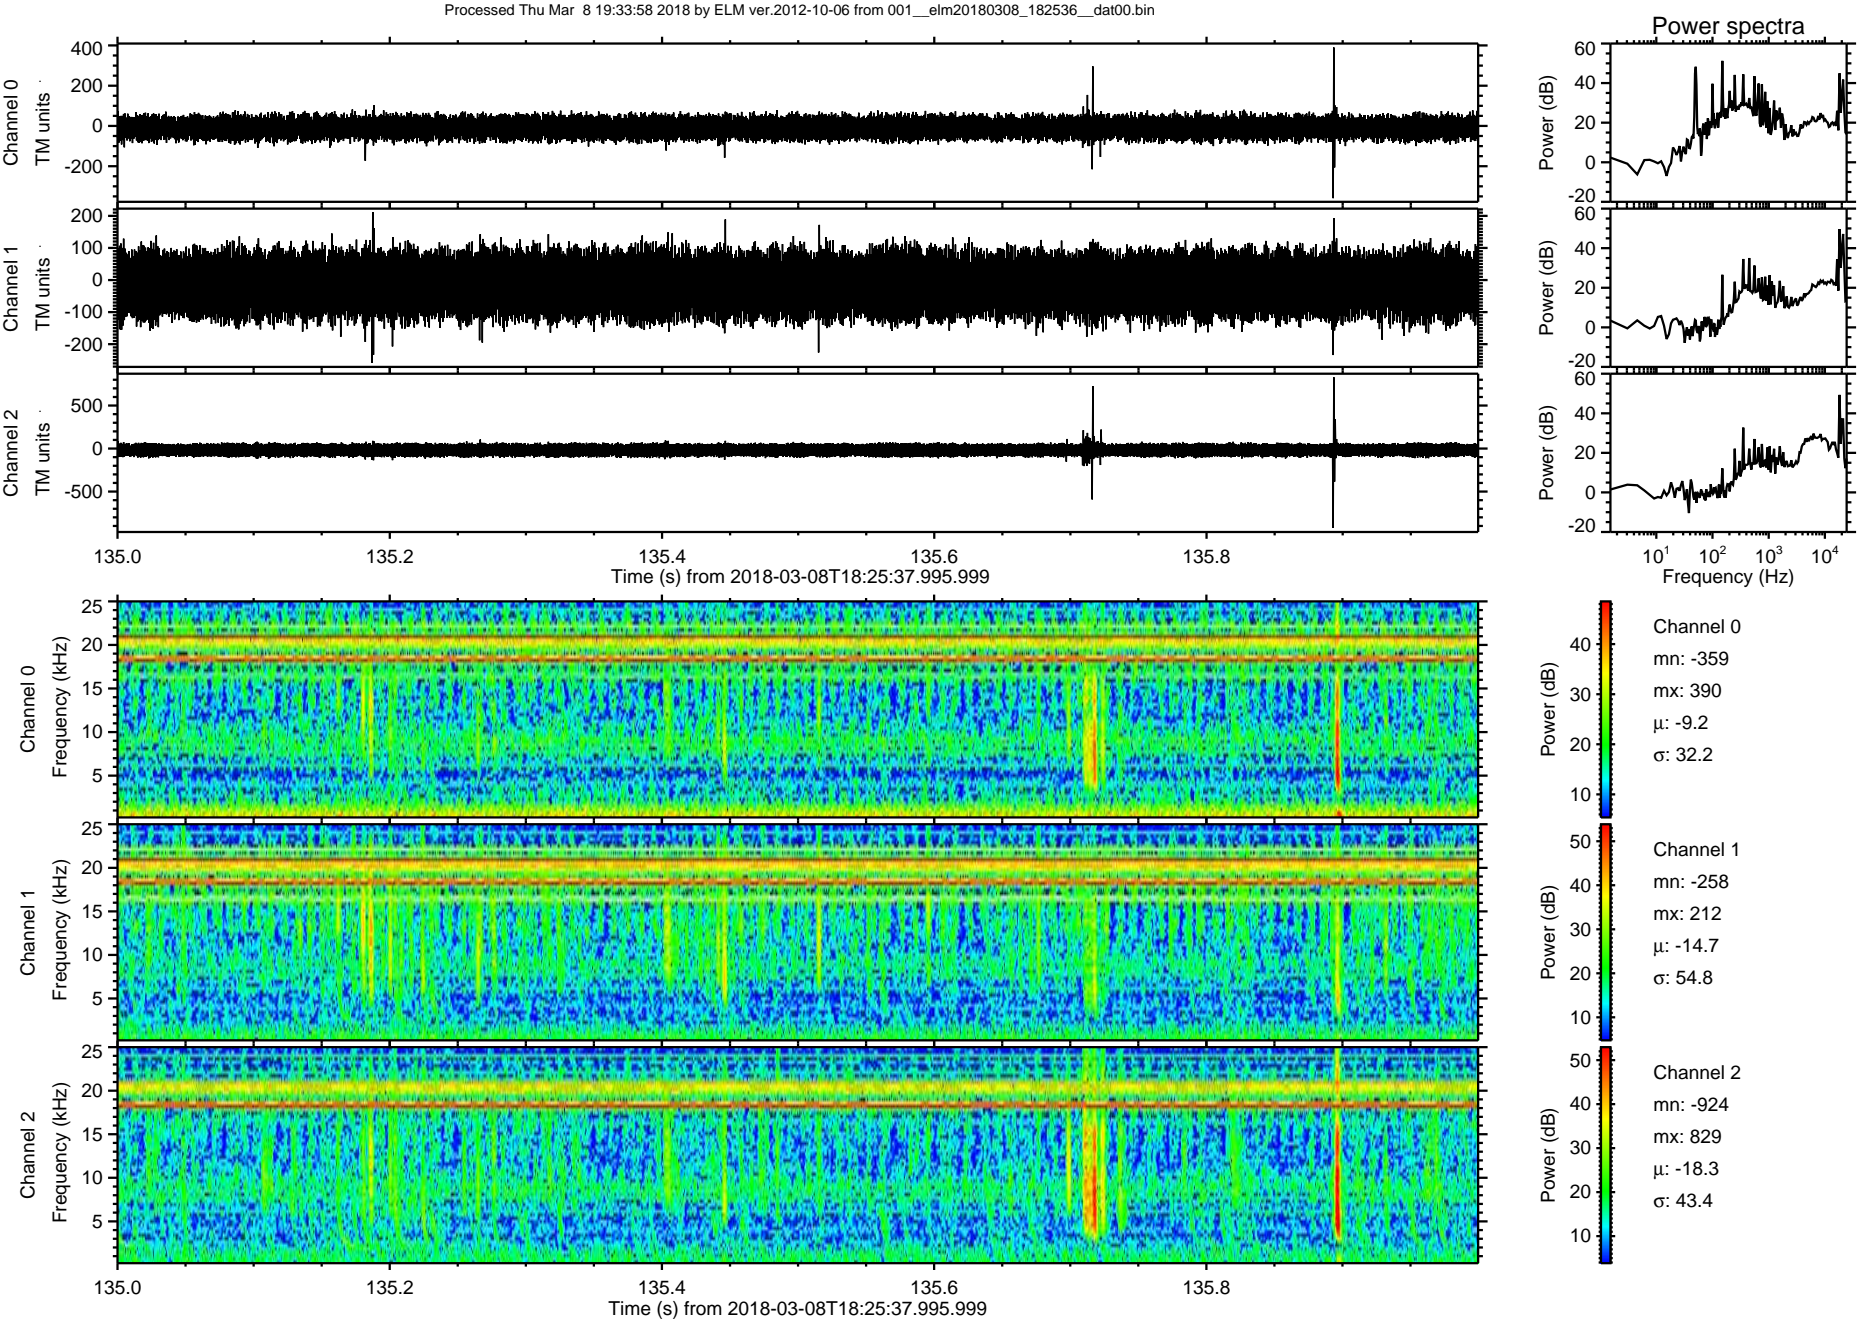 Processed Thu Mar  8 19:33:58 2018 by ELM ver.2012-10-06 from 001__elm20180308_182536__dat00.bin
Power spectra
Channel 0
TM units
400
200
0
-200
Power (dB)
60
40
20
0
-20
Channel 1
TM units
200
100
0
-100
-200
Power (dB)
60
40
20
0
-20
Channel 2
TM units
500
0
-500
Power (dB)
60
40
20
0
-20
135.0 135.2 135.4 135.6 135.8
Time (s) from 2018-03-08T18:25:37.995.999
10¹ 10² 10³ 10⁴
Frequency (Hz)
Channel 0
Frequency (kHz)
25
20
15
10
5
Power (dB)
40
30
20
10
Channel 0
mn: -359
mx: 390
μ: -9.2
σ: 32.2
Channel 1
Frequency (kHz)
25
20
15
10
5
Power (dB)
50
40
30
20
10
Channel 1
mn: -258
mx: 212
μ: -14.7
σ: 54.8
Channel 2
Frequency (kHz)
25
20
15
10
5
Power (dB)
50
40
30
20
10
Channel 2
mn: -924
mx: 829
μ: -18.3
σ: 43.4
135.0 135.2 135.4 135.6 135.8
Time (s) from 2018-03-08T18:25:37.995.999